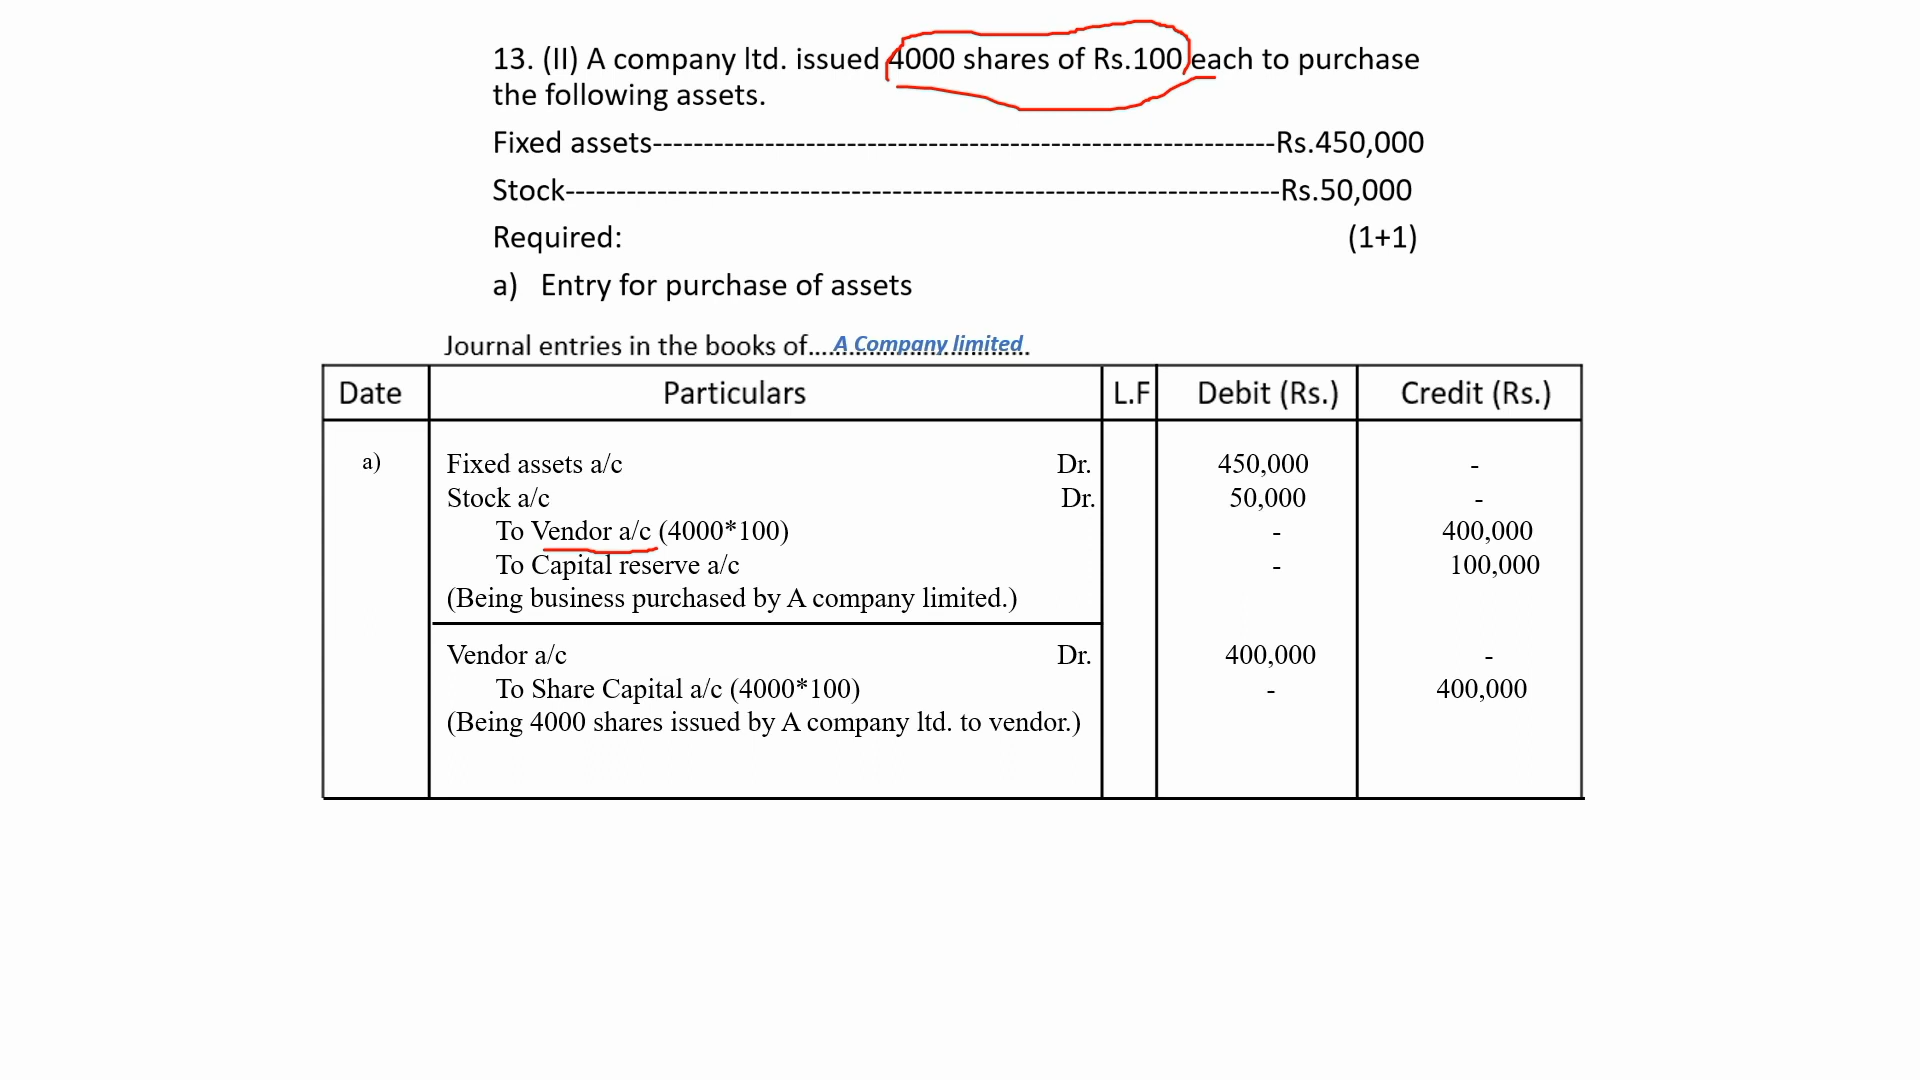 13. (II) A company ltd. issued 4000 shares of Rs.100 each to purchase
the following assets.
Fixed assets--------------------------------------------------------------Rs.450,000
Stock-----------------------------------------------------------------------Rs.50,000
Required: (1+1)
a) Entry for purchase of assets
Journal entries in the books of.... A Company limited.
Date Particulars L.F Debit (Rs.) Credit (Rs.)
a) Fixed assets a/c Dr. 450,000 -
Stock a/c Dr. 50,000 -
To Vendor a/c (4000*100) - 400,000
To Capital reserve a/c - 100,000
(Being business purchased by A company limited.)
Vendor a/c Dr. 400,000 -
To Share Capital a/c (4000*100) - 400,000
(Being 4000 shares issued by A company ltd. to vendor.)